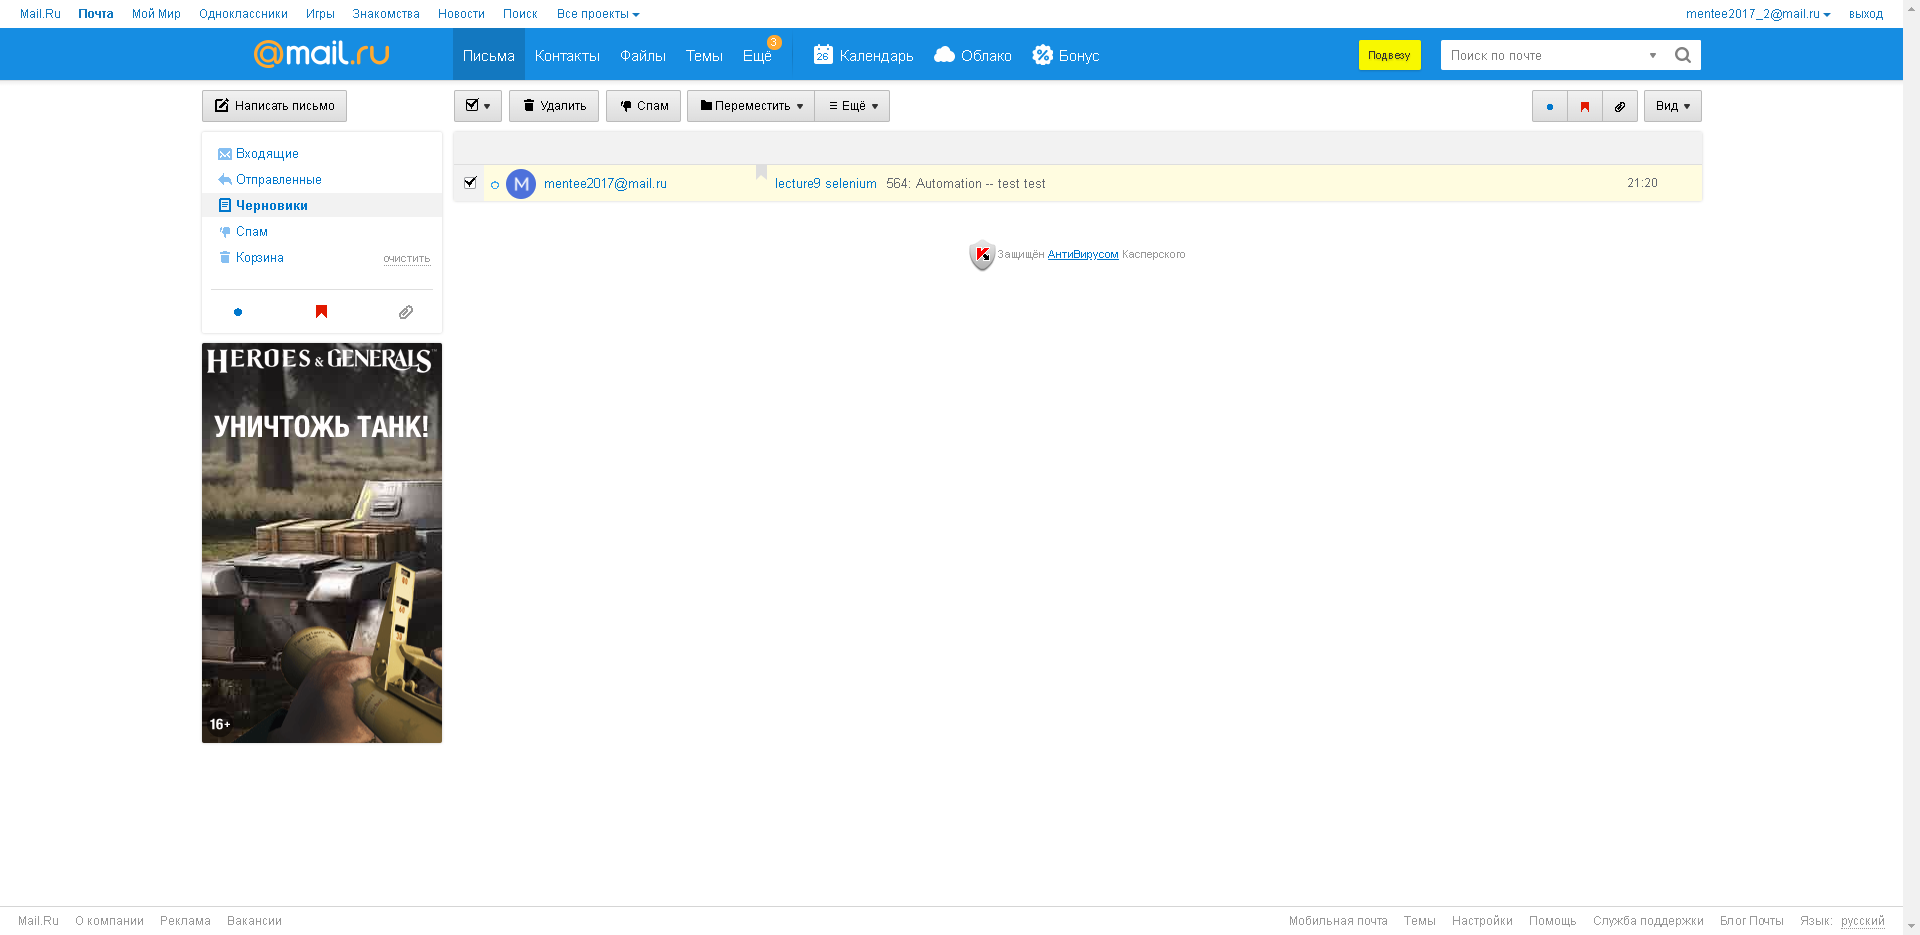 Mail.Ru Почта Мой Мир Одноклассники Игры Знакомства Новости Поиск Все проекты mentee2017_2@mail.ru выход
@mail.ru Письма Контакты Файлы Темы Ещё 3 26 Календарь Облако Бонус Подвезу Поиск по почте
Написать письмо Удалить Спам Переместить Ещё Вид
Входящие
Отправленные
Черновики
Спам
Корзина очистить
M mentee2017@mail.ru lecture9 selenium 564: Automation -- test test 21:20
Защищён АнтиВирусом Касперского
HEROES & GENERALS™
УНИЧТОЖЬ ТАНК!
16+
Mail.Ru О компании Реклама Вакансии Мобильная почта Темы Настройки Помощь Служба поддержки Блог Почты Язык: русский